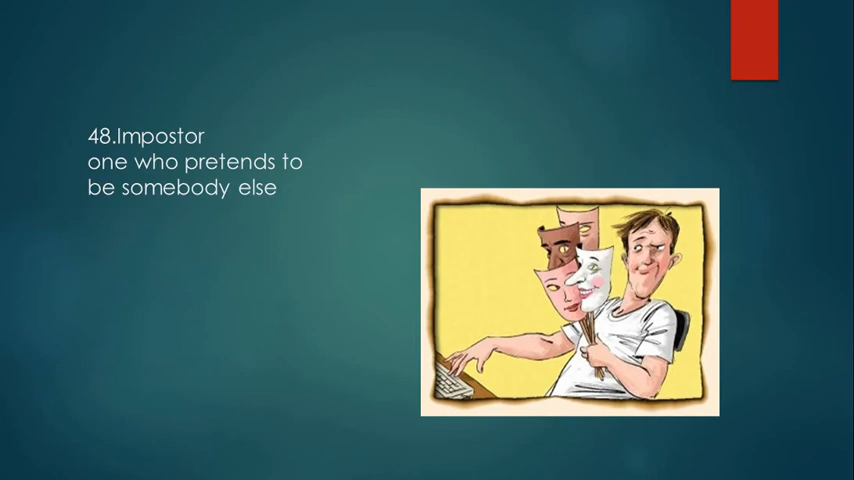 48.Impostor
one who pretends to
be somebody else